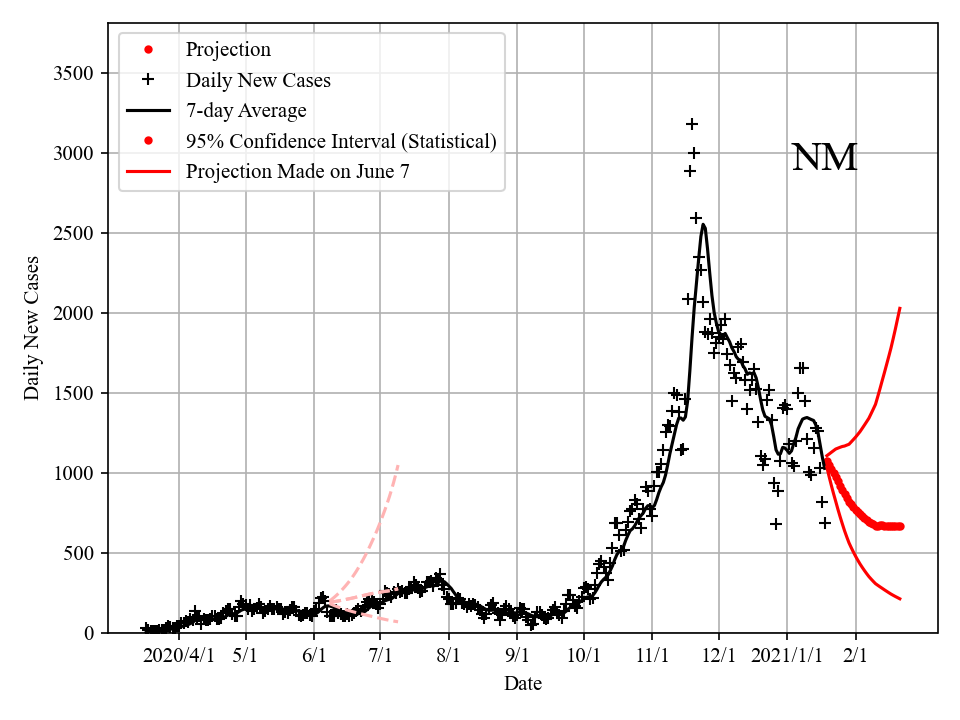 Projection
Daily New Cases
7-day Average
95% Confidence Interval (Statistical)
Projection Made on June 7
NM
3500
3000
2500
2000
1500
1000
500
0
Daily New Cases
2020/4/1 5/1 6/1 7/1 8/1 9/1 10/1 11/1 12/1 2021/1/1 2/1
Date